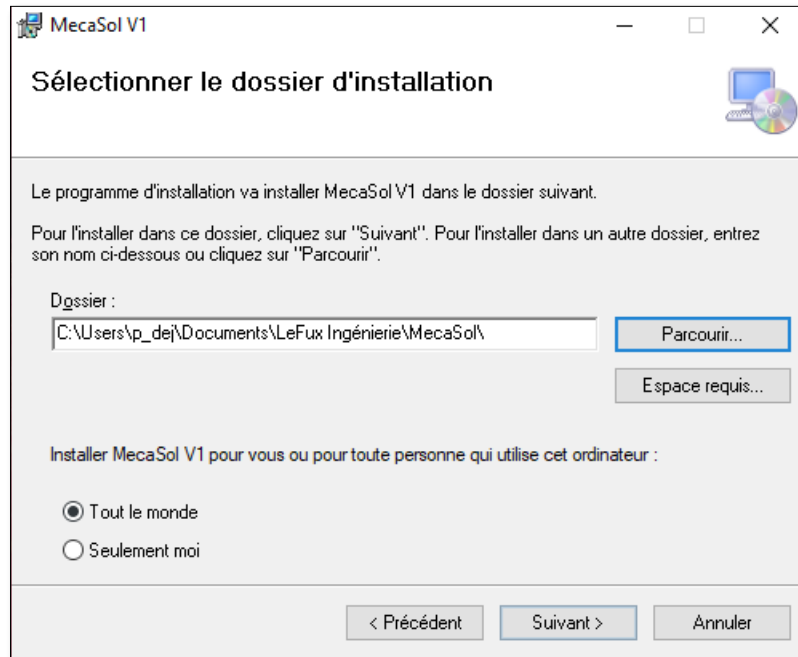 MecaSol V1
Sélectionner le dossier d'installation
Le programme d'installation va installer MecaSol V1 dans le dossier suivant.
Pour l'installer dans ce dossier, cliquez sur "Suivant". Pour l'installer dans un autre dossier, entrez
son nom ci-dessous ou cliquez sur "Parcourir".
Dossier :
C:\Users\p_dej\Documents\LeFux Ingénierie\MecaSol\
Parcourir...
Espace requis...
Installer MecaSol V1 pour vous ou pour toute personne qui utilise cet ordinateur :
Tout le monde
Seulement moi
< Précédent
Suivant >
Annuler